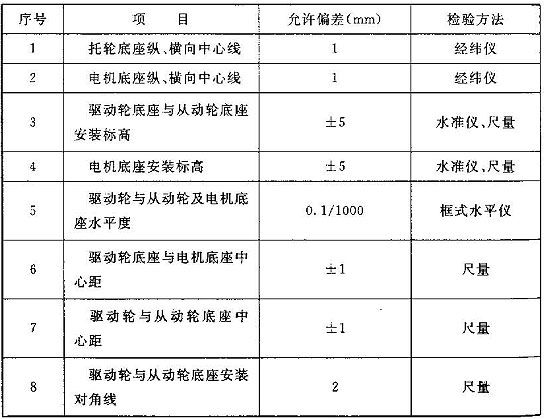 序号 项 目 允许偏差(mm) 检验方法
1 托轮底座纵、横向中心线 1 经纬仪
2 电机底座纵、横向中心线 1 经纬仪
3 驱动轮底座与从动轮底座安装标高 ±5 水准仪、尺量
4 电机底座安装标高 ±5 水准仪、尺量
5 驱动轮与从动轮及电机底座水平度 0.1/1000 框式水平仪
6 驱动轮底座与电机底座中心距 ±1 尺量
7 驱动轮与从动轮底座中心距 ±1 尺量
8 驱动轮与从动轮底座安装对角线 2 尺量